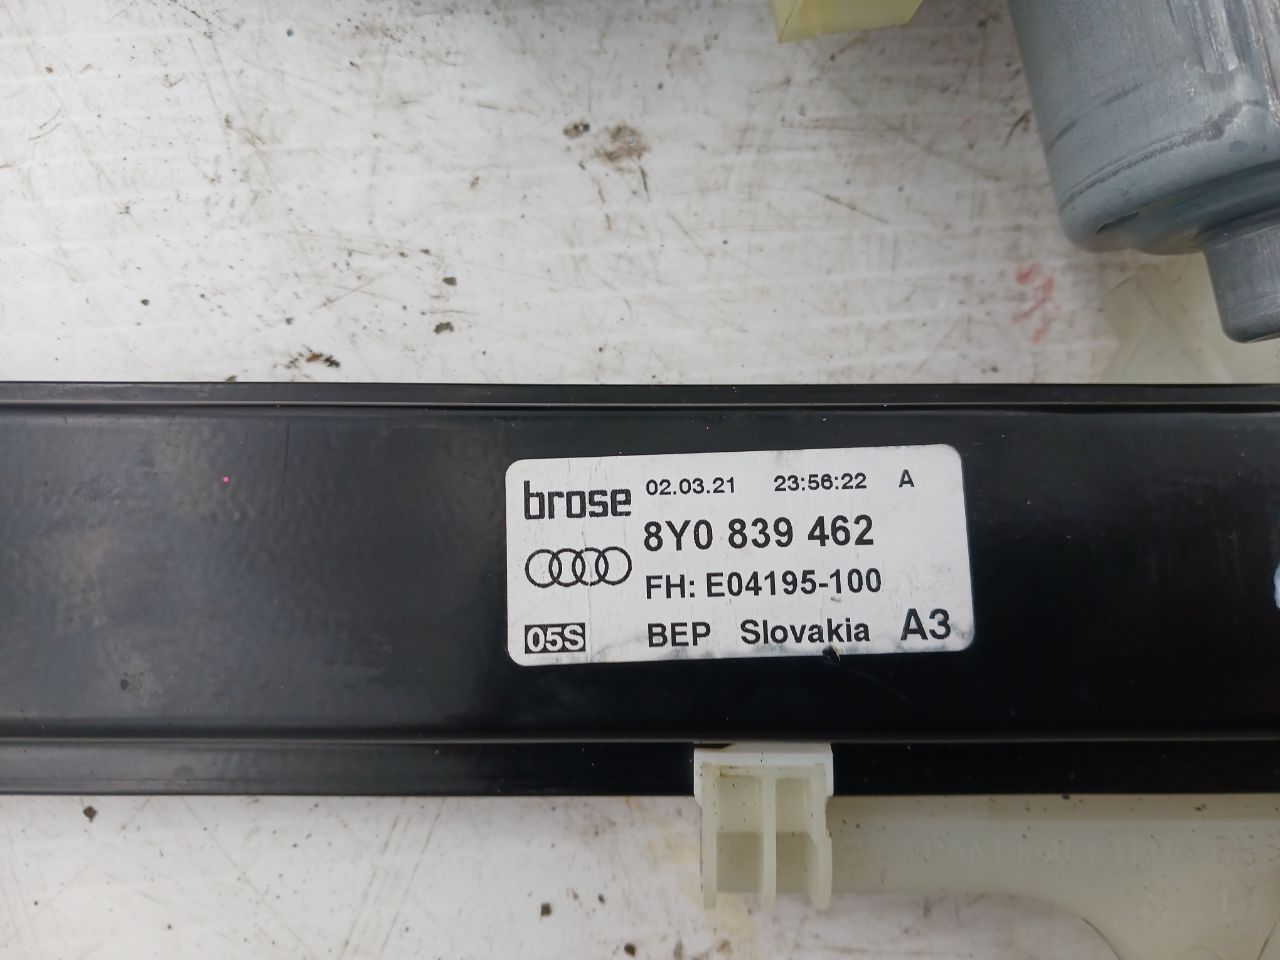 brose 02.03.21 23:56:22 A
8Y0 839 462
FH: E04195-100
05S BEP Slovakia A3